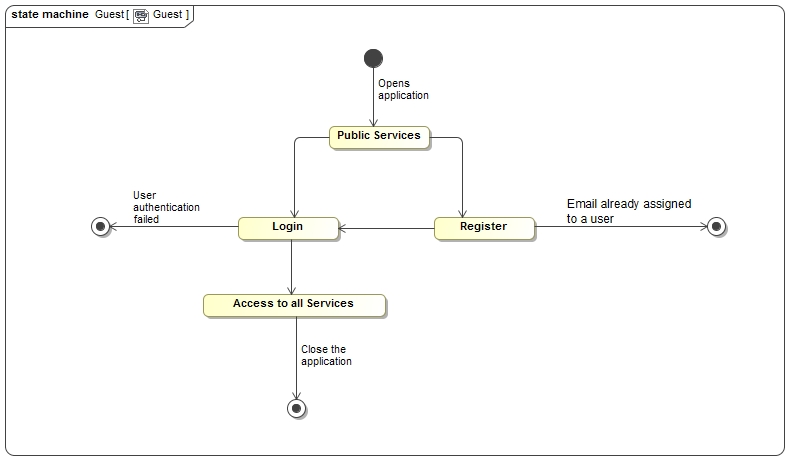 state machine Guest [ Guest ]
Opens
application
Public Services
User
authentication
failed
Email already assigned
to a user
Login
Register
Access to all Services
Close the
application